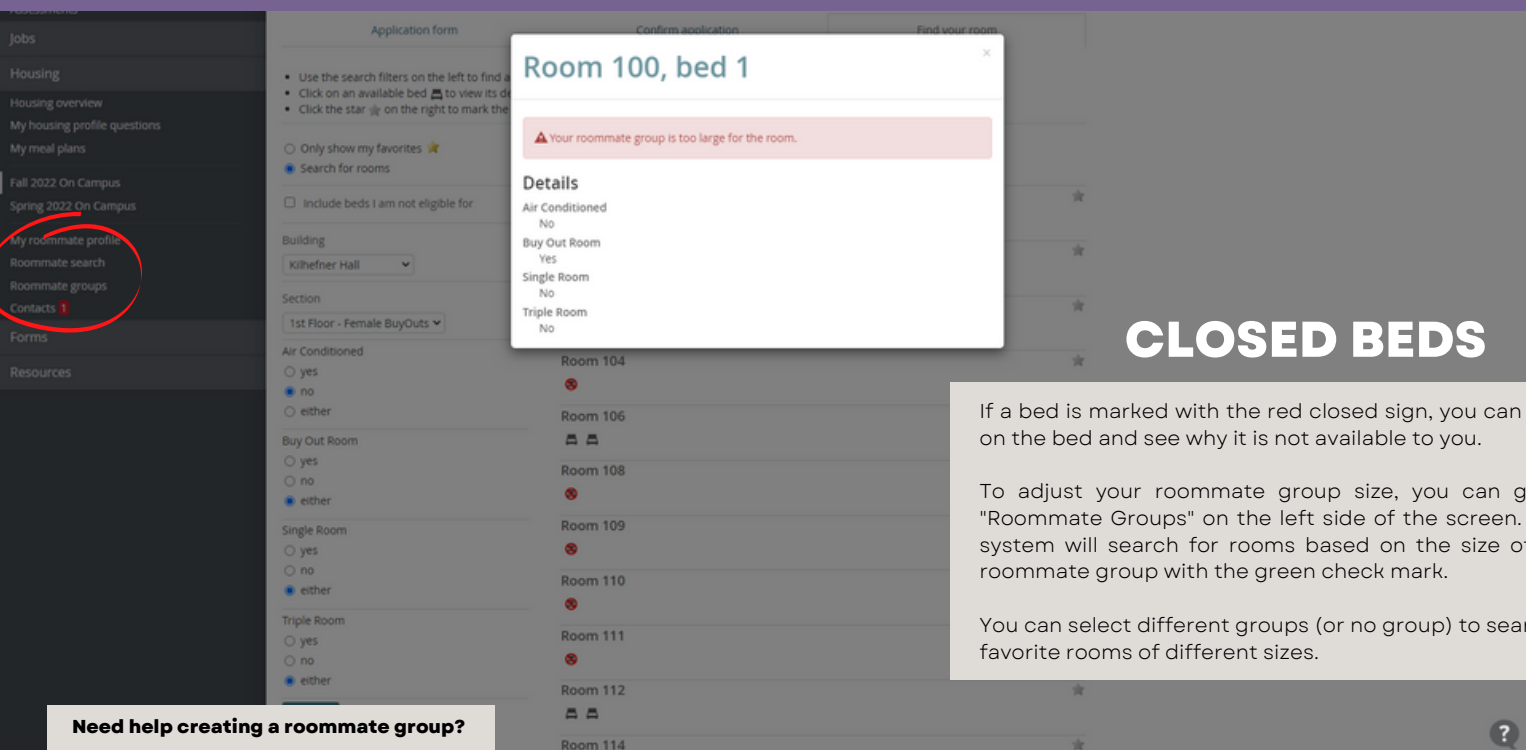 Assessments
Jobs
Housing
Housing overview
My housing profile questions
My meal plans
Fall 2022 On Campus
Spring 2022 On Campus
My roommate profile
Roommate search
Roommate groups
Contacts 1
Forms
Resources
Application form
Confirm application
Find your room
• Use the search filters on the left to find a
• Click on an available bed to view its de
• Click the star on the right to mark the
Only show my favorites
Search for rooms
Include beds I am not eligible for
Building
Kilhefner Hall
Section
1st Floor - Female BuyOuts
Air Conditioned
yes
no
either
Buy Out Room
yes
no
either
Single Room
yes
no
either
Triple Room
yes
no
either
Room 100, bed 1
×
Your roommate group is too large for the room.
Details
Air Conditioned
No
Buy Out Room
Yes
Single Room
No
Triple Room
No
Room 104
Room 106
Room 108
Room 109
Room 110
Room 111
Room 112
Room 114
CLOSED BEDS
If a bed is marked with the red closed sign, you can
on the bed and see why it is not available to you.
To adjust your roommate group size, you can g
"Roommate Groups" on the left side of the screen.
system will search for rooms based on the size of
roommate group with the green check mark.
You can select different groups (or no group) to sear
favorite rooms of different sizes.
Need help creating a roommate group?
?